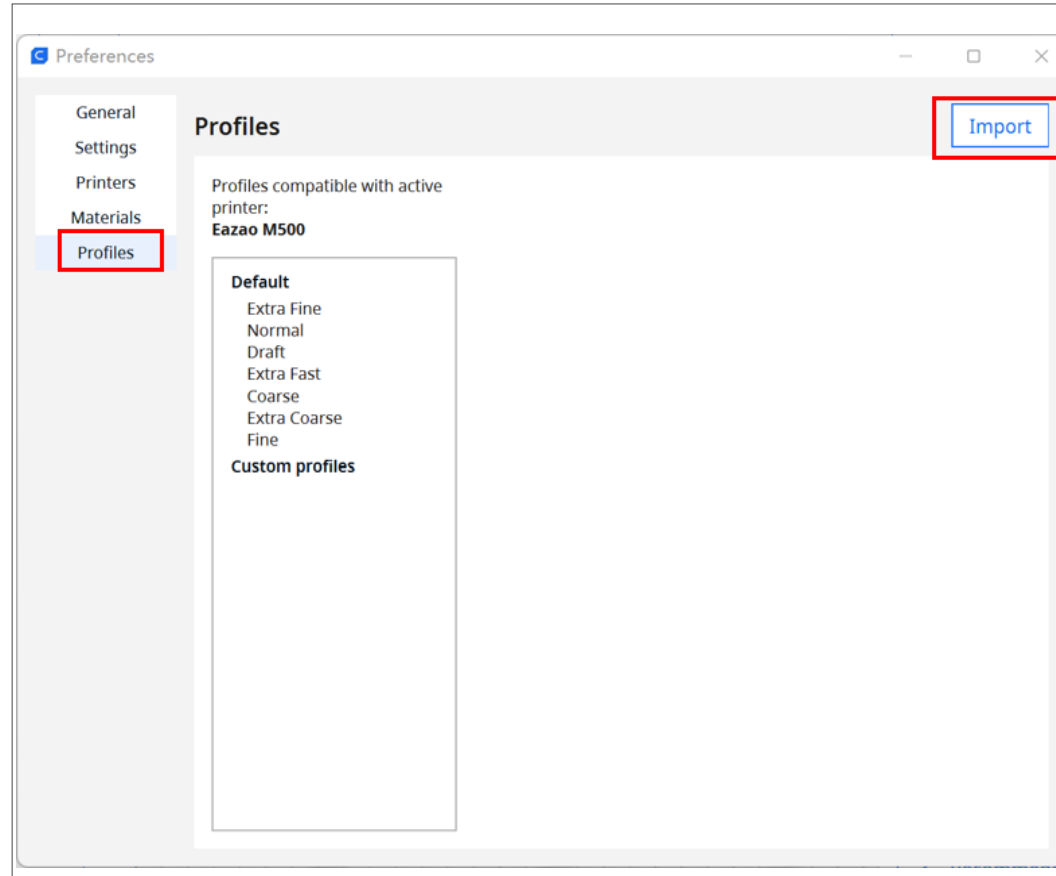 Preferences
General
Settings
Printers
Materials
Profiles
Profiles
Import
Profiles compatible with active
printer:
Eazao M500
Default
Extra Fine
Normal
Draft
Extra Fast
Coarse
Extra Coarse
Fine
Custom profiles